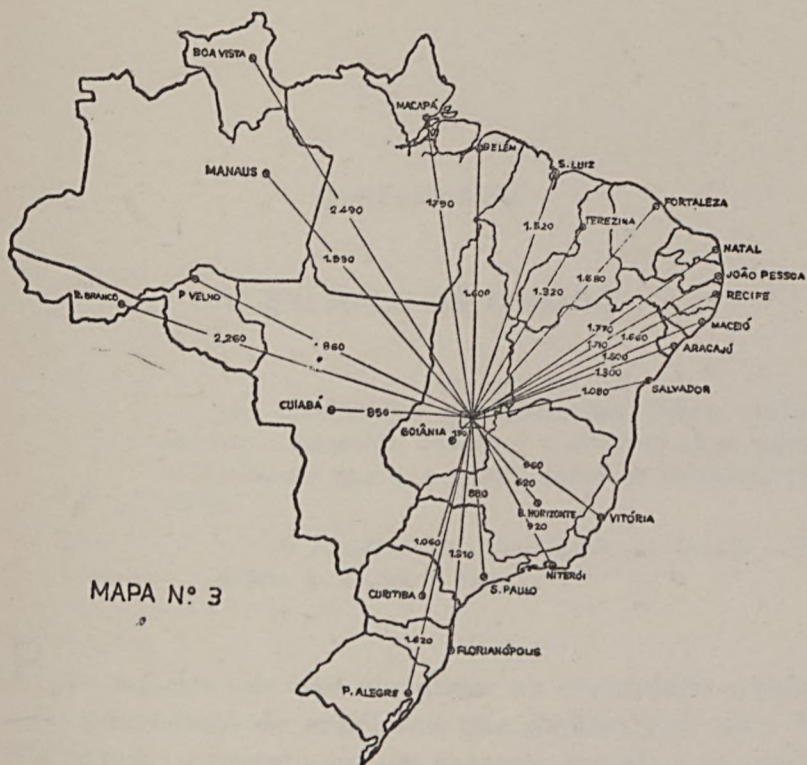 BOA VISTA
MACAPÁ
BELÉM
S. LUIZ
MANAUS
FORTALEZA
2.490
1.790
1.520
TEREZINA
NATAL
1.930
1.680
JOÃO PESSOA
P. VELHO
1.600
1.320
RECIFE
R. BRANCO
1.770
MACEIÓ
2.260
860
1.710
1.660
ARACAJÚ
1.500
1.300
SALVADOR
1.080
CUIABÁ
850
GOIÂNIA
960
620
880
B. HORIZONTE
VITÓRIA
920
1.060
1.310
NITERÓI
MAPA Nº 3
CURITIBA
S. PAULO
1.620
FLORIANÓPOLIS
P. ALEGRE